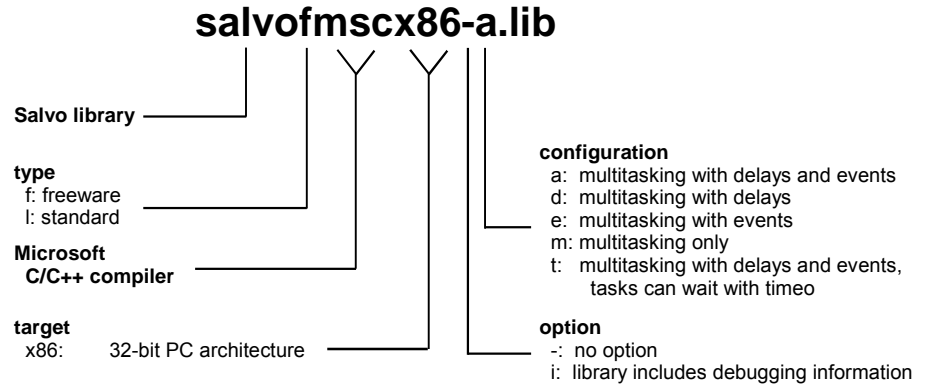 salvofmscx86-a.lib
Salvo library
type
f: freeware
l: standard
Microsoft
C/C++ compiler
target
x86: 32-bit PC architecture
configuration
a: multitasking with delays and events
d: multitasking with delays
e: multitasking with events
m: multitasking only
t: multitasking with delays and events,
tasks can wait with timeo
option
-: no option
i: library includes debugging information